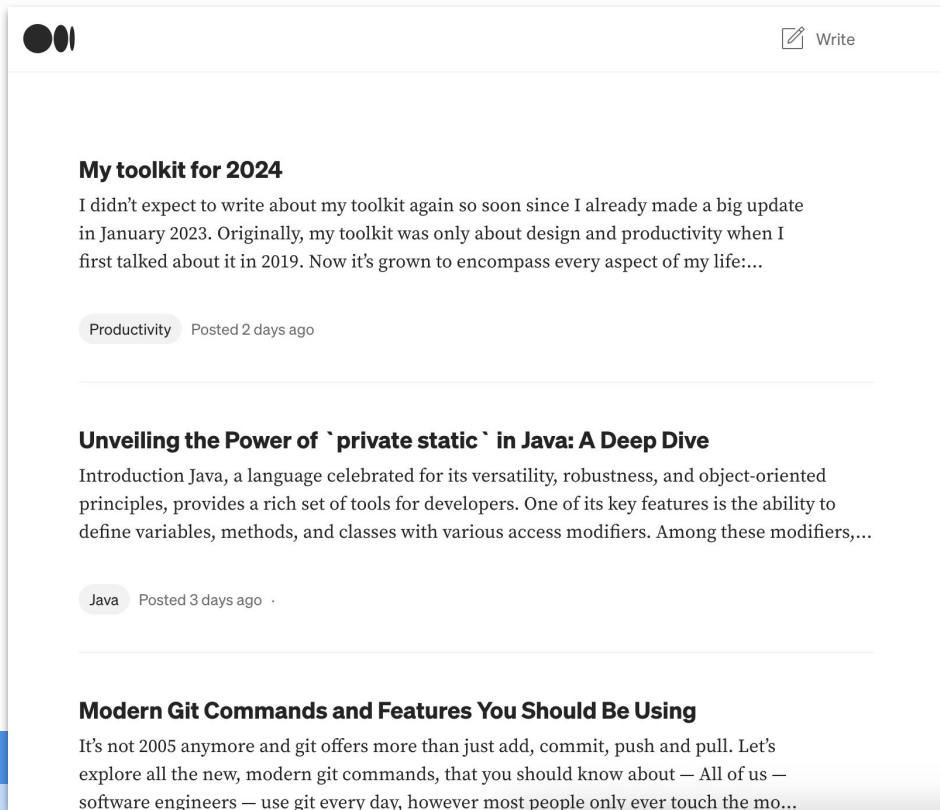 Write
My toolkit for 2024
I didn’t expect to write about my toolkit again so soon since I already made a big update
in January 2023. Originally, my toolkit was only about design and productivity when I
first talked about it in 2019. Now it’s grown to encompass every aspect of my life:…
Productivity Posted 2 days ago
Unveiling the Power of `private static` in Java: A Deep Dive
Introduction Java, a language celebrated for its versatility, robustness, and object-oriented
principles, provides a rich set of tools for developers. One of its key features is the ability to
define variables, methods, and classes with various access modifiers. Among these modifiers,…
Java Posted 3 days ago ·
Modern Git Commands and Features You Should Be Using
It’s not 2005 anymore and git offers more than just add, commit, push and pull. Let’s
explore all the new, modern git commands, that you should know about — All of us —
software engineers — use git every day, however most people only ever touch the mo…